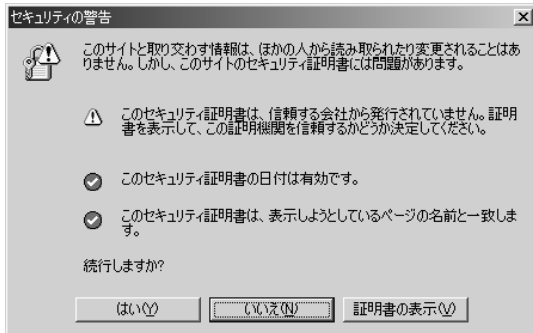 セキュリティの警告
このサイトと取り交わす情報は、ほかの人から読み取られたり変更されることはあ
りません。しかし、このサイトのセキュリティ証明書には問題があります。
このセキュリティ証明書は、信頼する会社から発行されていません。証明
書を表示して、この証明機関を信頼するかどうか決定してください。
このセキュリティ証明書の日付は有効です。
このセキュリティ証明書は、表示しようとしているページの名前と一致しま
す。
続行しますか?
はい(Y) いいえ(N) 証明書の表示(V)